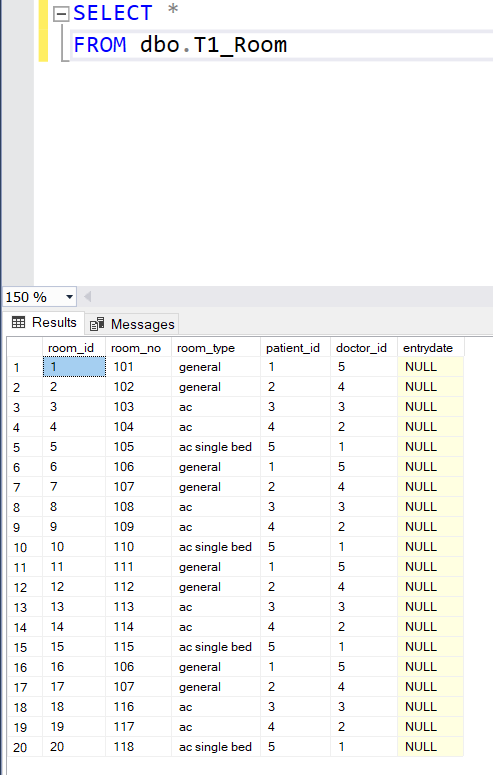 SELECT *
FROM dbo.T1_Room
150 %
Results Messages
room_id room_no room_type patient_id doctor_id entrydate
1 1 101 general 1 5 NULL
2 2 102 general 2 4 NULL
3 3 103 ac 3 3 NULL
4 4 104 ac 4 2 NULL
5 5 105 ac single bed 5 1 NULL
6 6 106 general 1 5 NULL
7 7 107 general 2 4 NULL
8 8 108 ac 3 3 NULL
9 9 109 ac 4 2 NULL
10 10 110 ac single bed 5 1 NULL
11 11 111 general 1 5 NULL
12 12 112 general 2 4 NULL
13 13 113 ac 3 3 NULL
14 14 114 ac 4 2 NULL
15 15 115 ac single bed 5 1 NULL
16 16 106 general 1 5 NULL
17 17 107 general 2 4 NULL
18 18 116 ac 3 3 NULL
19 19 117 ac 4 2 NULL
20 20 118 ac single bed 5 1 NULL